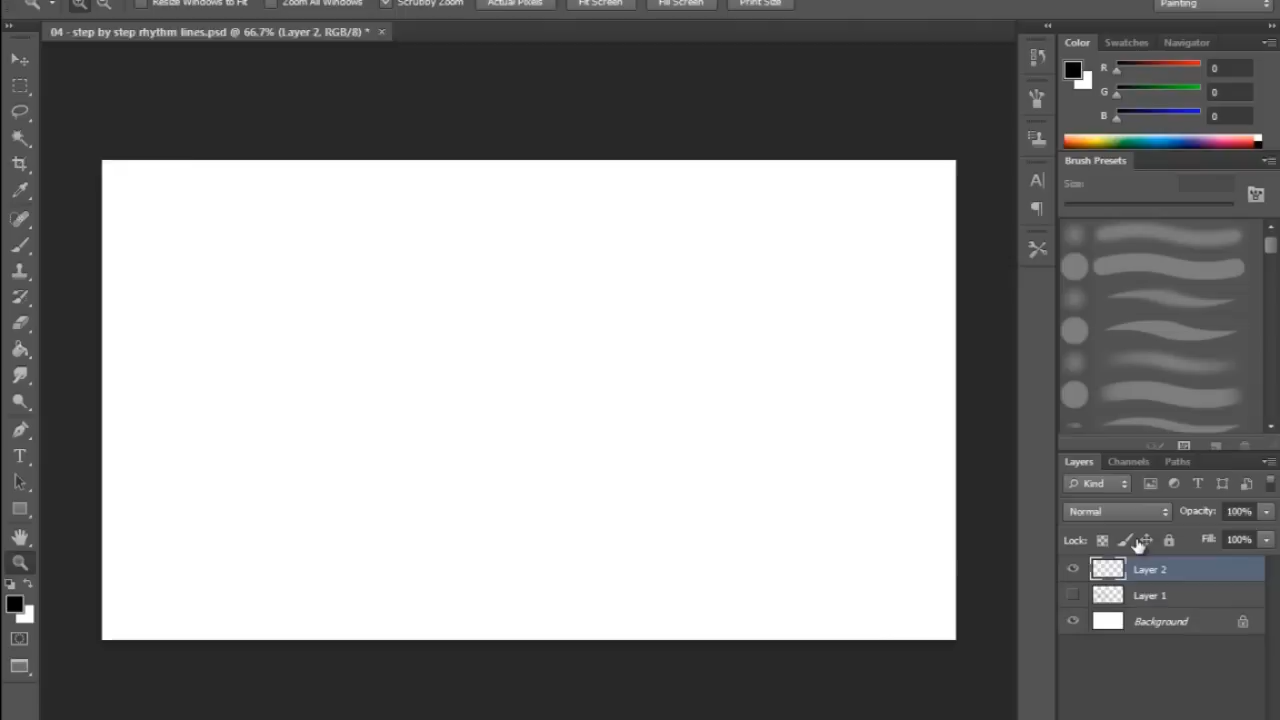 Resize Windows to Fit Zoom All Windows Scrubby Zoom Actual Pixels Fit Screen Fill Screen Print Size Painting
04 - step by step rhythm lines.psd @ 66.7% (Layer 2, RGB/8) * ×
Color Swatches Navigator
R 0
G 0
B 0
Brush Presets
Size:
Layers Channels Paths
Kind
Normal Opacity: 100%
Lock: Fill: 100%
Layer 2
Layer 1
Background